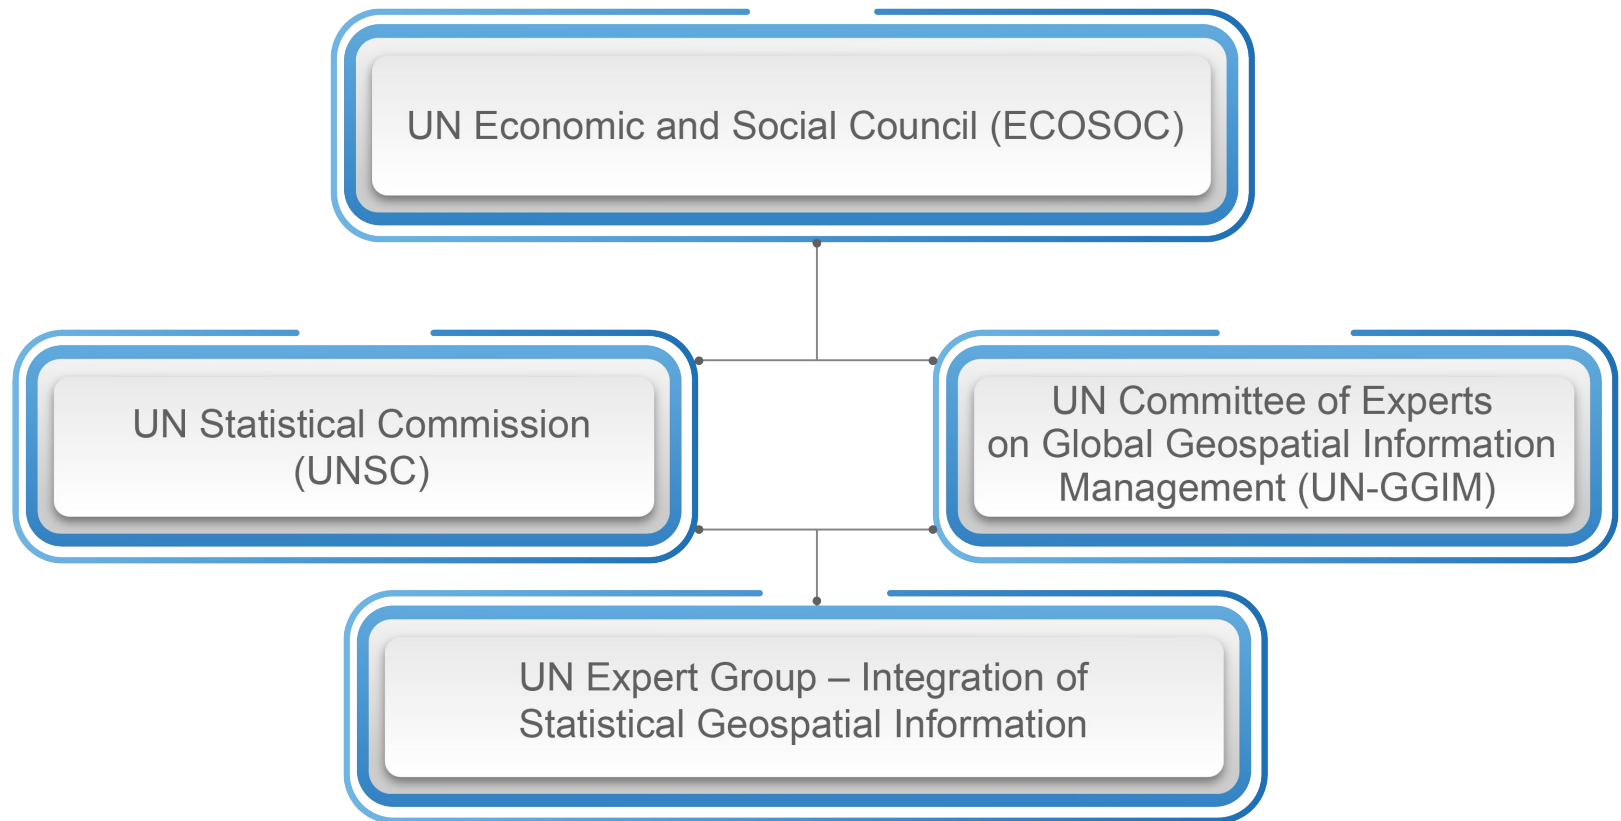 UN Economic and Social Council (ECOSOC)
UN Statistical Commission
(UNSC)
UN Committee of Experts
on Global Geospatial Information
Management (UN-GGIM)
UN Expert Group – Integration of
Statistical Geospatial Information